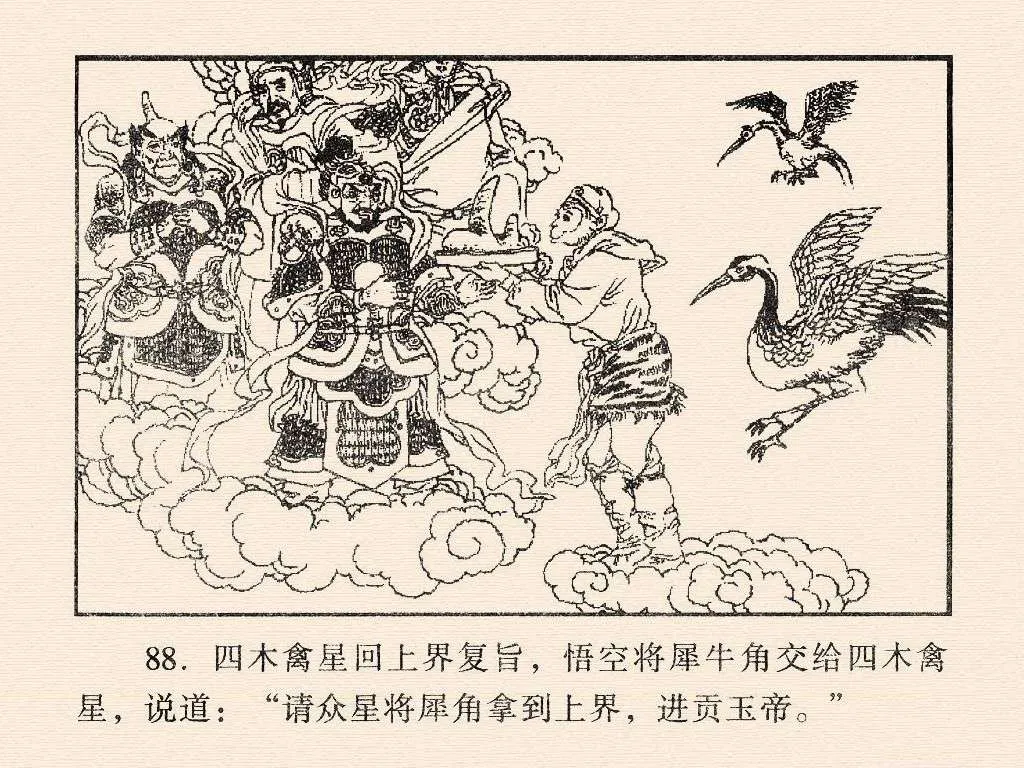 88. 四木禽星回上界复旨，悟空将犀牛角交给四木禽
星，说道：“请众星将犀角拿到上界，进贡玉帝。”